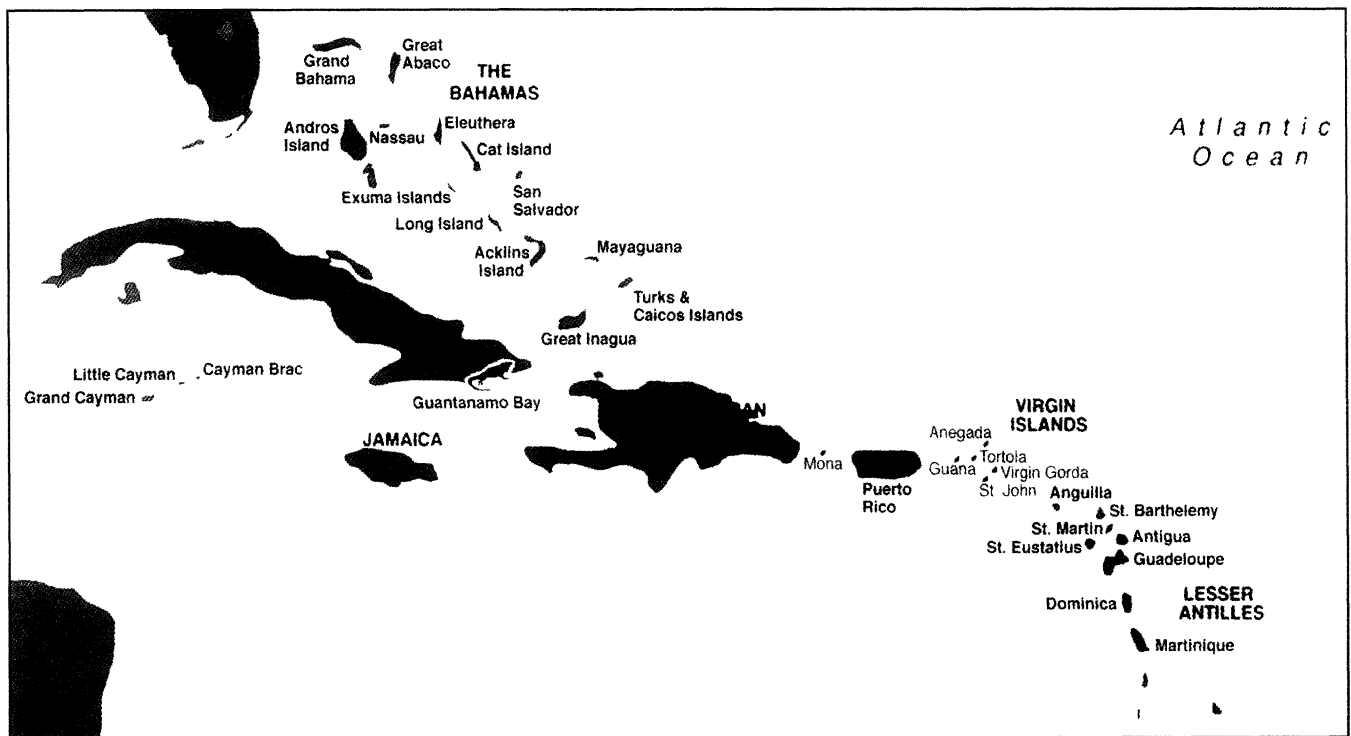 Great
Abaco
Grand
Bahama
THE
BAHAMAS
Andros
Island
Nassau
Eleuthera
Cat Island
Atlantic
Ocean
Exuma Islands
San
Salvador
Long Island
Acklins
Island
Mayaguana
Turks &
Caicos Islands
Great Inagua
Little Cayman
Cayman Brac
Grand Cayman
Guantanamo Bay
JAMAICA
Mona
Puerto
Rico
VIRGIN
ISLANDS
Anegada
Guana
Tortola
Virgin Gorda
St John
Anguilla
St. Barthelemy
St. Martin
Antigua
St. Eustatius
Guadeloupe
Dominica
LESSER
ANTILLES
Martinique